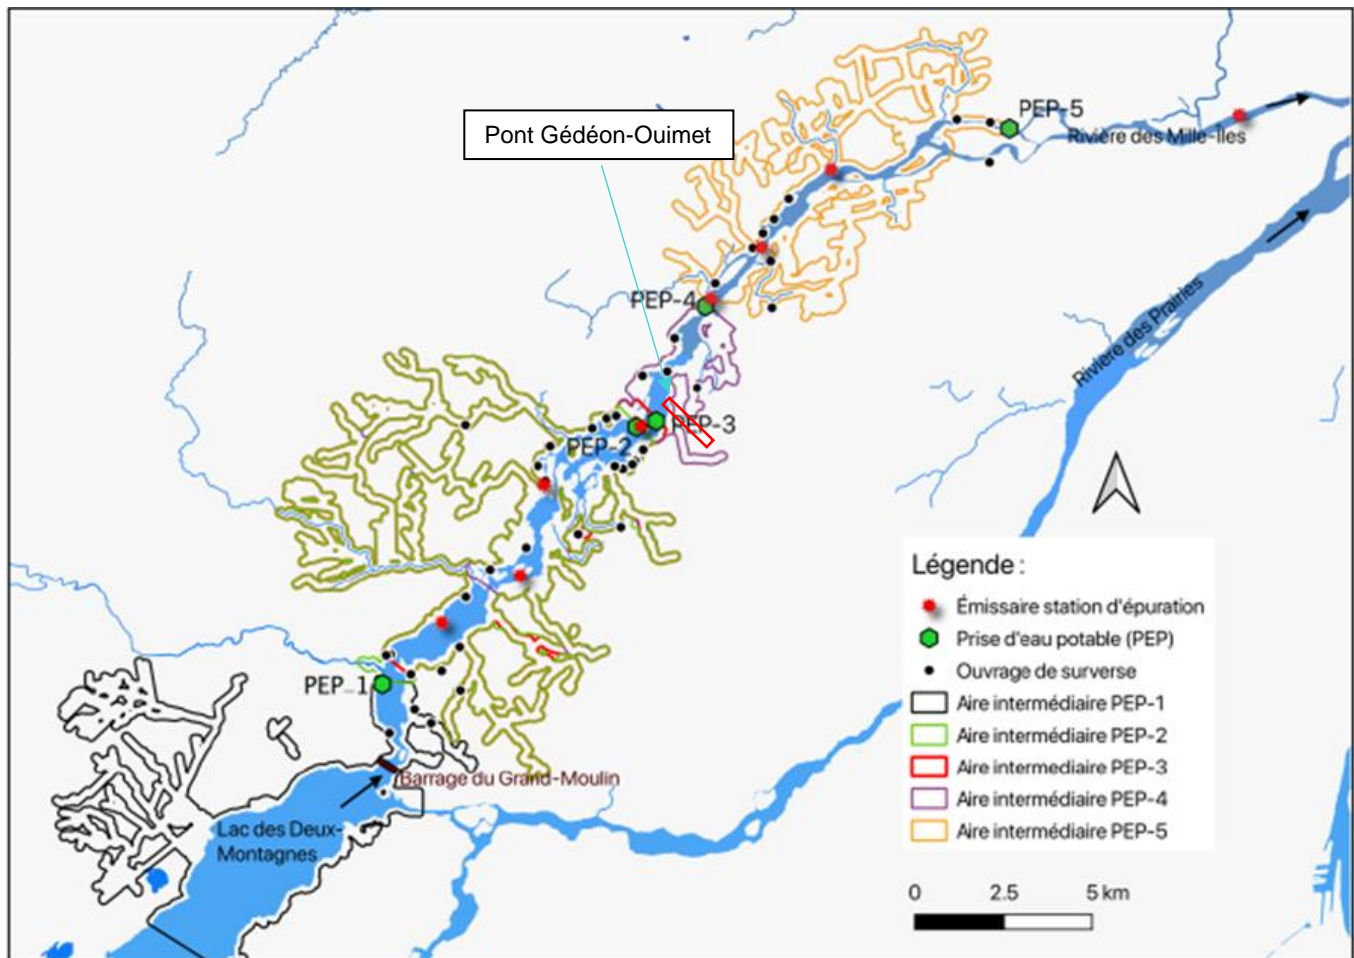 PEP-5
Pont Gédéon-Ouimet
Rivière des Mille-Îles
PEP-4
Rivière des Prairies
PEP-3
PEP-2
PEP-1
Barrage du Grand-Moulin
Lac des Deux-
Montagnes
Légende :
Émissaire station d'épuration
Prise d'eau potable (PEP)
Ouvrage de surverse
Aire intermédiaire PEP-1
Aire intermédiaire PEP-2
Aire intermediaire PEP-3
Aire intermédiaire PEP-4
Aire intermédiaire PEP-5
0 2.5 5 km